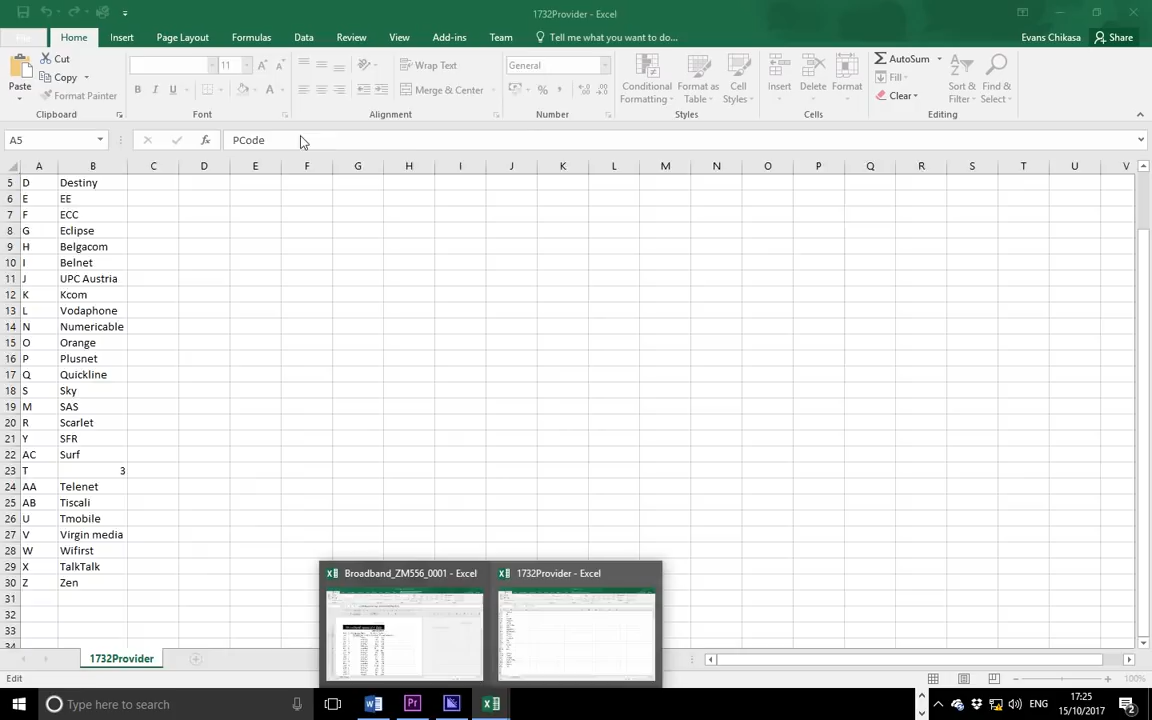 1732Provider - Excel
File Home Insert Page Layout Formulas Data Review View Add-ins Team Tell me what you want to do... Evans Chikasa Share
Cut
Copy
Format Painter
Paste
Clipboard
11
B I U
A
Font
Wrap Text
Merge & Center
Alignment
General
%
Number
Conditional Formatting
Format as Table
Cell Styles
Styles
Insert Delete Format
Cells
AutoSum
Fill
Clear
Sort & Filter
Find & Select
Editing
A5 fx PCode
A B C D E F G H I J K L M N O P Q R S T U V
5 D Destiny
6 E EE
7 F ECC
8 G Eclipse
9 H Belgacom
10 I Belnet
11 J UPC Austria
12 K Kcom
13 L Vodaphone
14 N Numericable
15 O Orange
16 P Plusnet
17 Q Quickline
18 S Sky
19 M SAS
20 R Scarlet
21 Y SFR
22 AC Surf
23 T 3
24 AA Telenet
25 AB Tiscali
26 U Tmobile
27 V Virgin media
28 W Wifirst
29 X TalkTalk
30 Z Zen
31
32
33
34
Broadband_ZM556_0001 - Excel
1732Provider - Excel
1732Provider
Edit
100%
Type here to search
ENG
17:25
15/10/2017
2